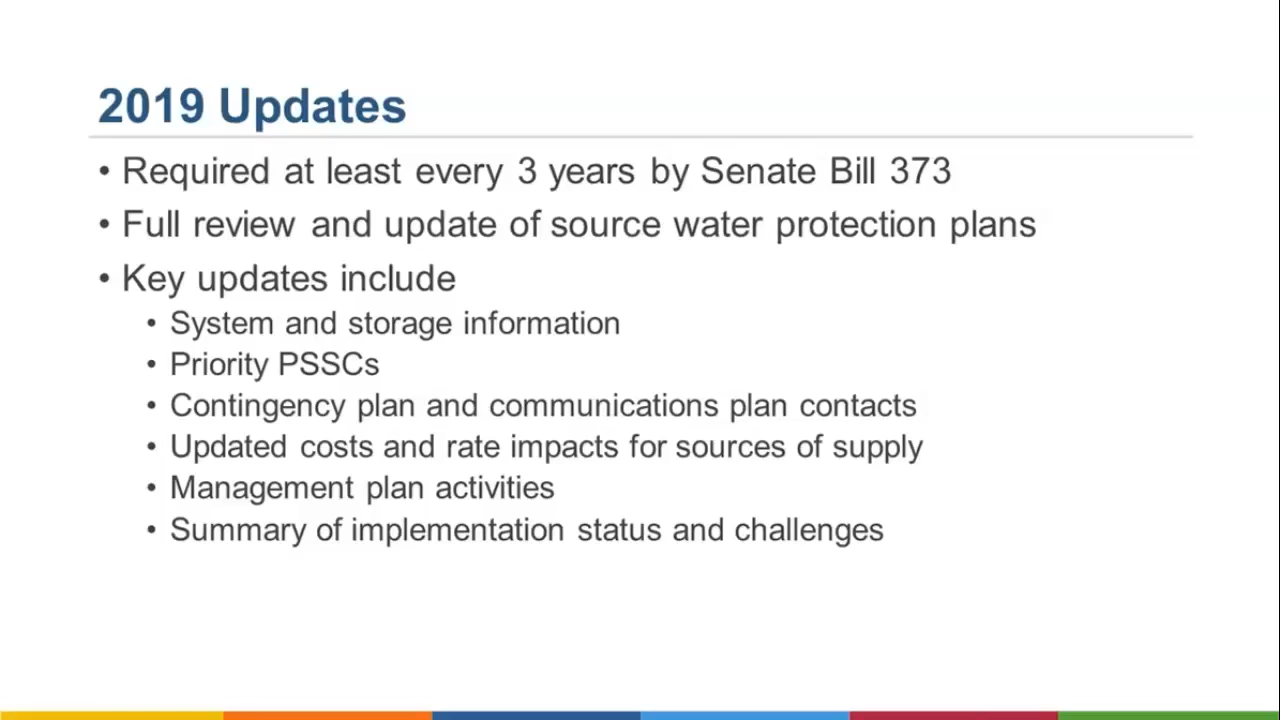 2019 Updates
• Required at least every 3 years by Senate Bill 373
• Full review and update of source water protection plans
• Key updates include
• System and storage information
• Priority PSSCs
• Contingency plan and communications plan contacts
• Updated costs and rate impacts for sources of supply
• Management plan activities
• Summary of implementation status and challenges